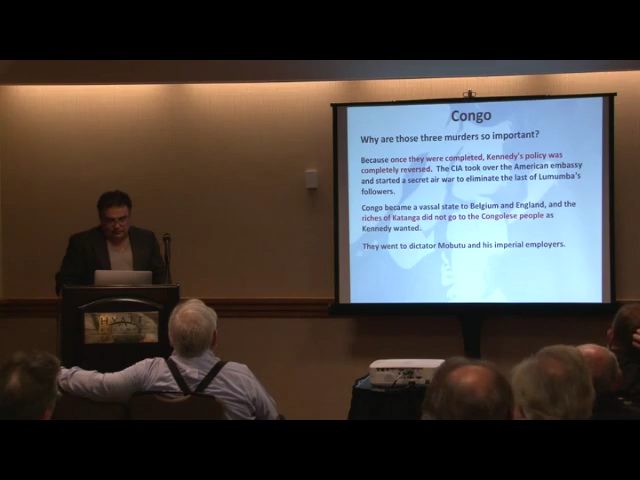 Congo
Why are those three murders so important?
Because once they were completed, Kennedy's policy was
completely reversed. The CIA took over the American embassy
and started a secret air war to eliminate the last of Lumumba's
followers.
Congo became a vassal state to Belgium and England, and the
riches of Katanga did not go to the Congolese people as
Kennedy wanted.
They went to dictator Mobutu and his imperial employers.